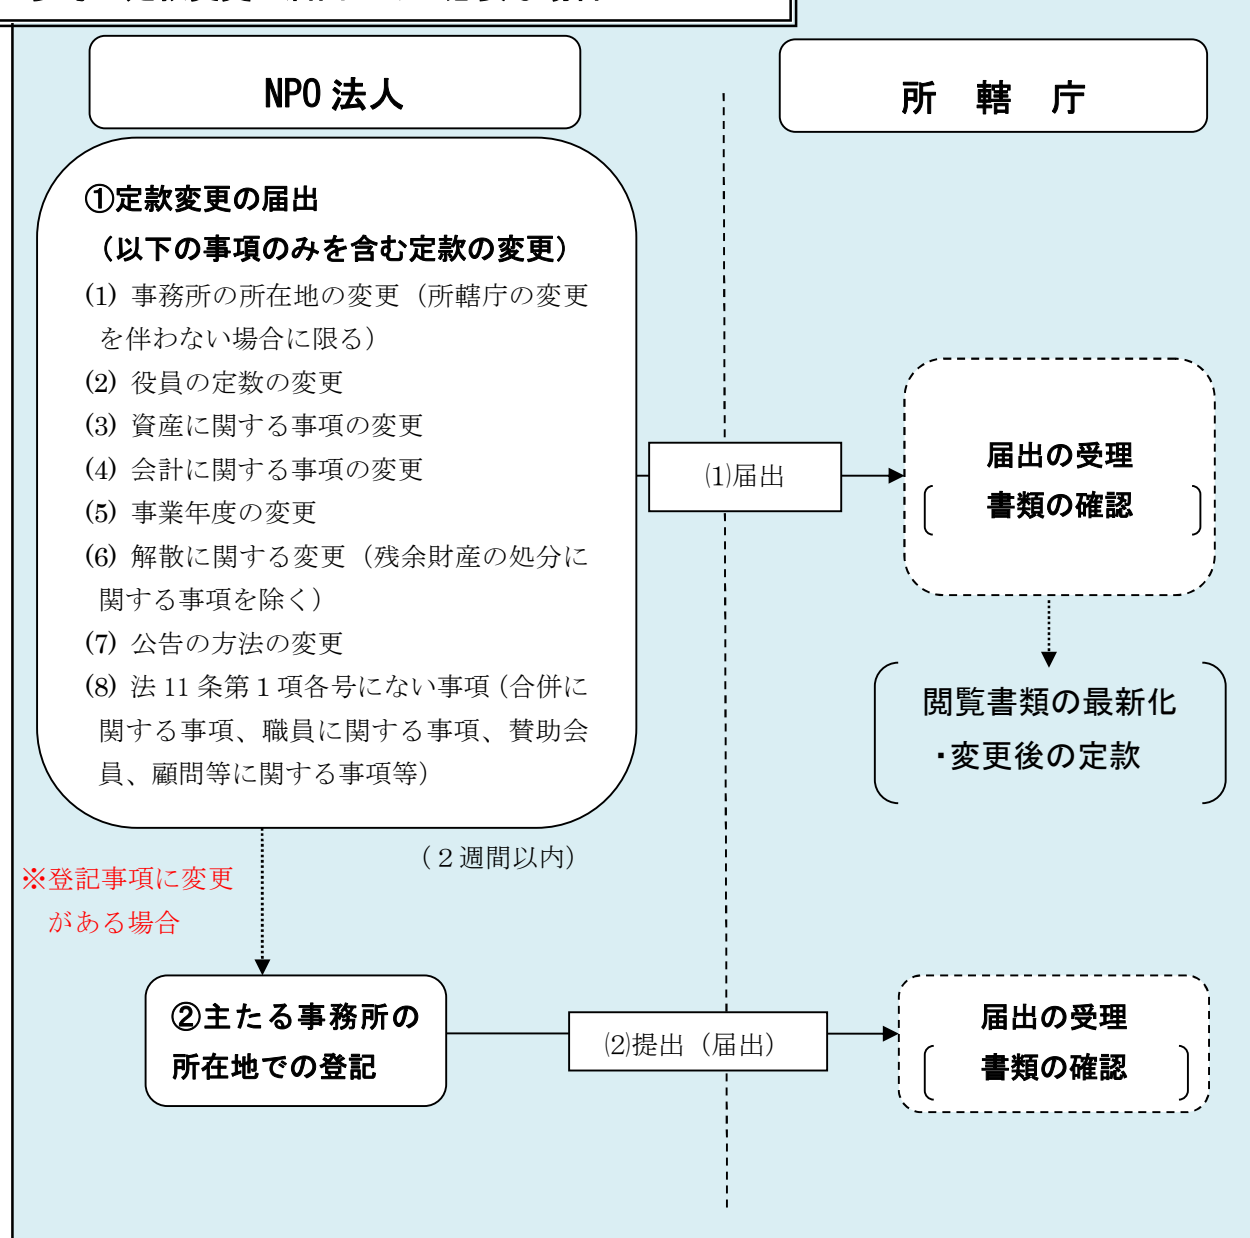 NPO 法人
所 轄 庁
①定款変更の届出
（以下の事項のみを含む定款の変更）
(1) 事務所の所在地の変更（所轄庁の変更
を伴わない場合に限る）
(2) 役員の定数の変更
(3) 資産に関する事項の変更
(4) 会計に関する事項の変更
(5) 事業年度の変更
(6) 解散に関する変更（残余財産の処分に
関する事項を除く）
(7) 公告の方法の変更
(8) 法 11 条第１項各号にない事項（合併に
関する事項、職員に関する事項、賛助会
員、顧問等に関する事項等）
⑴届出
届出の受理
書類の確認
閲覧書類の最新化
・変更後の定款
（２週間以内）
※登記事項に変更
がある場合
②主たる事務所の
所在地での登記
⑵提出（届出）
届出の受理
書類の確認